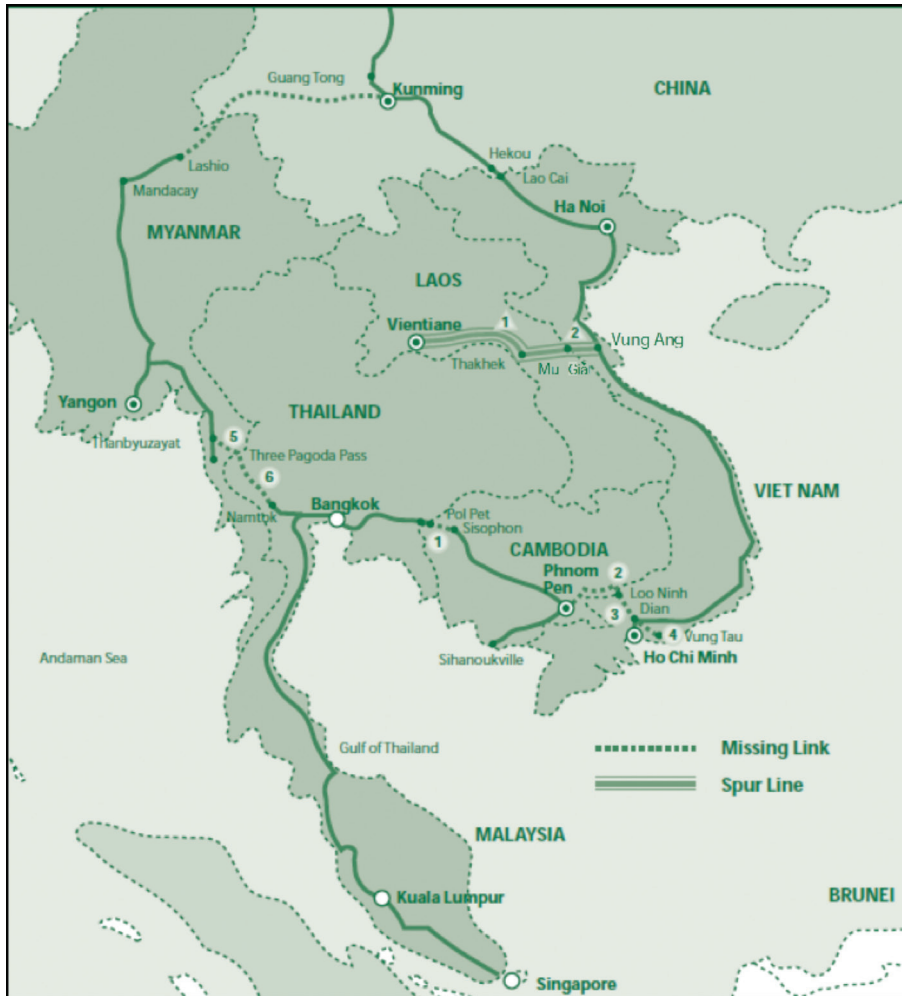 Guang Tong
Kunming
CHINA
Hekou
Lashio
Lao Cai
Mandacay
Ha Noi
MYANMAR
LAOS
1
Vientiane
2
Vung Ang
Thakhek
Mu Gia
Yangon
THAILAND
5
Thanbyuzayat
Three Pagoda Pass
6
VIET NAM
Namtok
Bangkok
Pol Pet
Sisophon
1
CAMBODIA
Phnom
Pen
2
Loo Ninh
Dian
3
4
Vung Tau
Sihanoukville
Ho Chi Minh
Andaman Sea
Gulf of Thailand
Missing Link
Spur Line
MALAYSIA
Kuala Lumpur
BRUNEI
Singapore